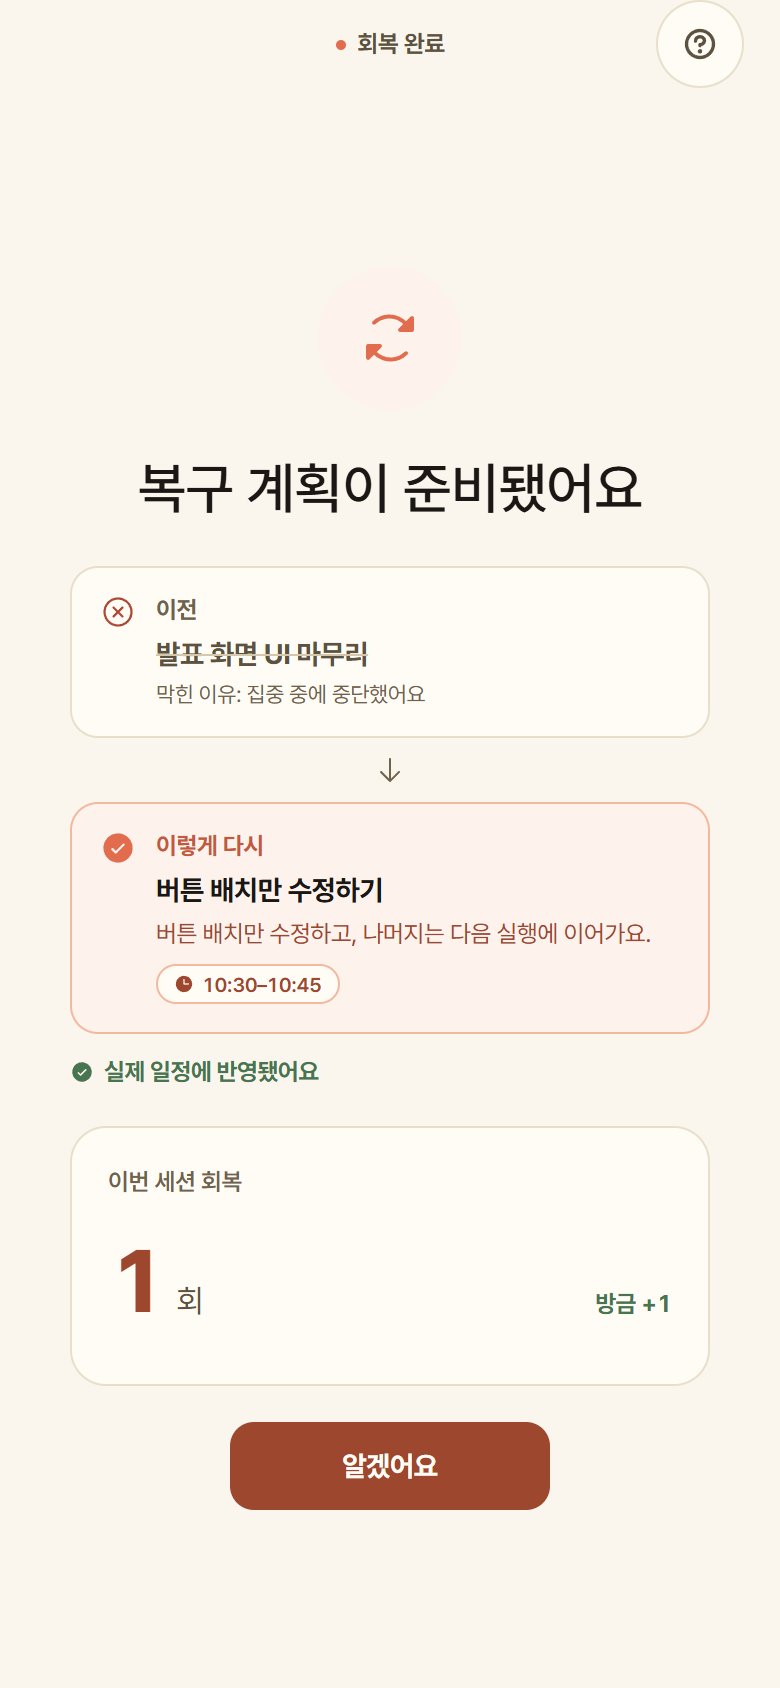 회복 완료
복구 계획이 준비됐어요
이전
발표 화면 UI 마무리
막힌 이유: 집중 중에 중단했어요
이렇게 다시
버튼 배치만 수정하기
버튼 배치만 수정하고, 나머지는 다음 실행에 이어가요.
10:30–10:45
실제 일정에 반영됐어요
이번 세션 회복
1 회
방금 +1
알겠어요